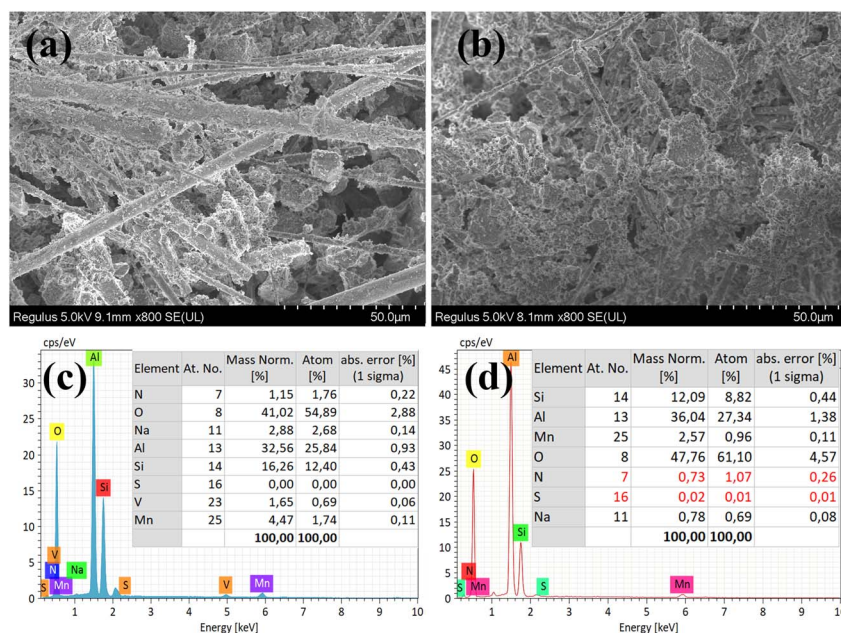 (a)
(b)
Regulus 5.0kV 9.1mm x800 SE(UL) 50.0µm
Regulus 5.0kV 8.1mm x800 SE(UL) 50.0µm
cps/eV
(c)
Element At. No. Mass Norm. [%] Atom [%] abs. error [%] (1 sigma)
N 7 1,15 1,76 0,22
O 8 41,02 54,89 2,88
Na 11 2,88 2,68 0,14
Al 13 32,56 25,84 0,93
Si 14 16,26 12,40 0,43
S 16 0,00 0,00 0,00
V 23 1,65 0,69 0,06
Mn 25 4,47 1,74 0,11
100,00 100,00
Al
O
Si
V
N
Na
S
Mn
S
V
Mn
30
25
20
15
10
5
0
0 1 2 3 4 5 6 7 8 9 10
Energy [keV]
cps/eV
(d)
Element At. No. Mass Norm. [%] Atom [%] abs. error [%] (1 sigma)
Si 14 12,09 8,82 0,44
Al 13 36,04 27,34 1,38
Mn 25 2,57 0,96 0,11
O 8 47,76 61,10 4,57
N 7 0,73 1,07 0,26
S 16 0,02 0,01 0,01
Na 11 0,78 0,69 0,08
100,00 100,00
Al
O
Si
N
S
Mn
S
Mn
45
40
35
30
25
20
15
10
5
0
0 1 2 3 4 5 6 7 8 9 10
Energy [keV]